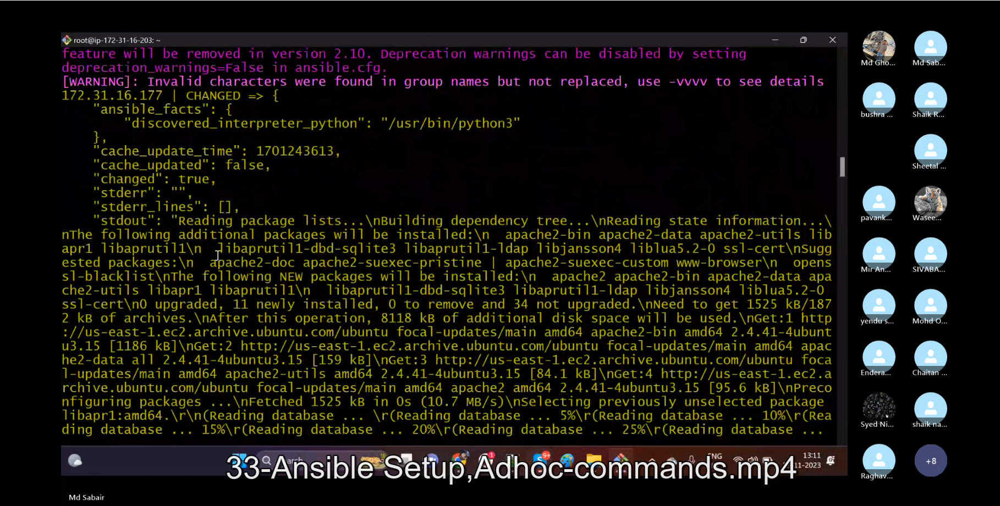 root@ip-172-31-16-203: ~
feature will be removed in version 2.10. Deprecation warnings can be disabled by setting
deprecation_warnings=False in ansible.cfg.
[WARNING]: Invalid characters were found in group names but not replaced, use -vvvv to see details
172.31.16.177 | CHANGED => {
    "ansible_facts": {
        "discovered_interpreter_python": "/usr/bin/python3"
    },
    "cache_update_time": 1701243613,
    "cache_updated": false,
    "changed": true,
    "stderr": "",
    "stderr_lines": [],
    "stdout": "Reading package lists...\nBuilding dependency tree...\nReading state information...\
nThe following additional packages will be installed:\n  apache2-bin apache2-data apache2-utils lib
apr1 libaprutil1\n  libaprutil1-dbd-sqlite3 libaprutil1-ldap libjansson4 liblua5.2-0 ssl-cert\nSugg
ested packages:\n  apache2-doc apache2-suexec-pristine | apache2-suexec-custom www-browser\n  opens
sl-blacklist\nThe following NEW packages will be installed:\n  apache2 apache2-bin apache2-data apa
che2-utils libapr1 libaprutil1\n  libaprutil1-dbd-sqlite3 libaprutil1-ldap libjansson4 liblua5.2-0
ssl-cert\n0 upgraded, 11 newly installed, 0 to remove and 34 not upgraded.\nNeed to get 1525 kB/187
2 kB of archives.\nAfter this operation, 8118 kB of additional disk space will be used.\nGet:1 http
://us-east-1.ec2.archive.ubuntu.com/ubuntu focal-updates/main amd64 apache2-bin amd64 2.4.41-4ubunt
u3.15 [1186 kB]\nGet:2 http://us-east-1.ec2.archive.ubuntu.com/ubuntu focal-updates/main amd64 apac
he2-data all 2.4.41-4ubuntu3.15 [159 kB]\nGet:3 http://us-east-1.ec2.archive.ubuntu.com/ubuntu foca
l-updates/main amd64 apache2-utils amd64 2.4.41-4ubuntu3.15 [84.1 kB]\nGet:4 http://us-east-1.ec2.a
rchive.ubuntu.com/ubuntu focal-updates/main amd64 apache2 amd64 2.4.41-4ubuntu3.15 [95.6 kB]\nPreco
nfiguring packages ...\nFetched 1525 kB in 0s (10.7 MB/s)\nSelecting previously unselected package
libapr1:amd64.\r\n(Reading database ... \r(Reading database ... 5%\r(Reading database ... 10%\r(Rea
ding database ... 15%\r(Reading database ... 20%\r(Reading database ... 25%\r(Reading database ...
ENG
13:11
11-2023
33-Ansible Setup,Adhoc-commands.mp4
Md Sabair
Md Gho...
Md Sab...
bushra ...
Shaik R...
Sheetal ...
pavank...
Wasee...
Mir An...
SIVABA...
yendu s...
Mohd O...
Endera...
Chaitan ...
Syed Ni...
shaik na...
Raghav...
+8